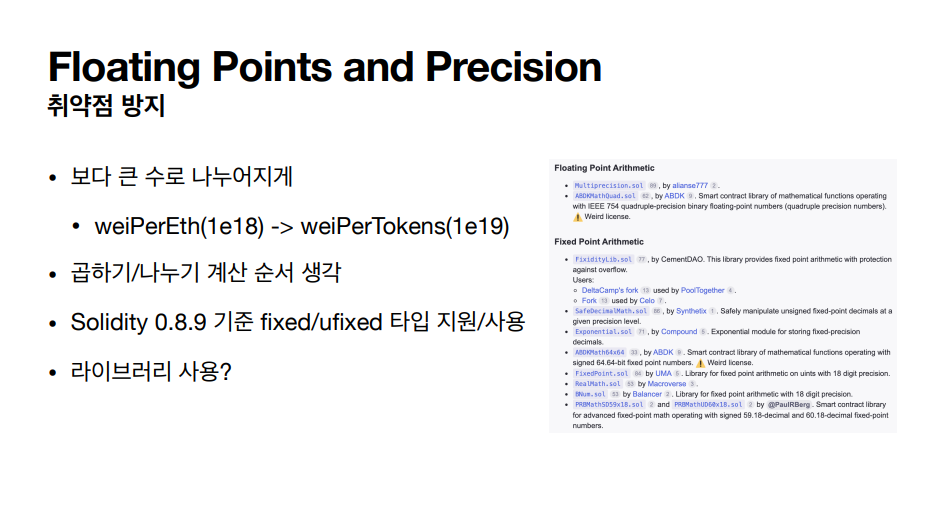 Floating Points and Precision
취약점 방지
• 보다 큰 수로 나누어지게
• weiPerEth(1e18) -> weiPerTokens(1e19)
• 곱하기/나누기 계산 순서 생각
• Solidity 0.8.9 기준 fixed/ufixed 타입 지원/사용
• 라이브러리 사용?
Floating Point Arithmetic
• Multiprecision.sol 99, by alianse777 2.
• ABDKMathQuad.sol 82, by ABDK 9. Smart contract library of mathematical functions operating
with IEEE 754 quadruple-precision binary floating-point numbers (quadruple precision numbers).
⚠ Weird license.
Fixed Point Arithmetic
• FixidityLib.sol 77, by CementDAO. This library provides fixed point arithmetic with protection
against overflow.
Users:
○ DeltaCamp's fork 13 used by PoolTogether 4.
○ Fork 13 used by Celo 7.
• SafeDecimalMath.sol 68, by Synthetix 1. Safely manipulate unsigned fixed-point decimals at a
given precision level.
• Exponential.sol 71, by Compound 5. Exponential module for storing fixed-precision
decimals.
• ABDKMath64x64 33, by ABDK 9. Smart contract library of mathematical functions operating with
signed 64.64-bit fixed point numbers. ⚠ Weird license.
• FixedPoint.sol 84 by UMA 5. Library for fixed point arithmetic on uints with 18 digit precision.
• RealMath.sol 63 by Macroverse 3.
• BNum.sol 53 by Balancer 2. Library for fixed point arithmetic with 18 digit precision.
• PRBMathSD59x18.sol 2 and PRBMathUD60x18.sol 2 by @PaulRBerg. Smart contract library
for advanced fixed-point math operating with signed 59.18-decimal and 60.18-decimal fixed-point
numbers.